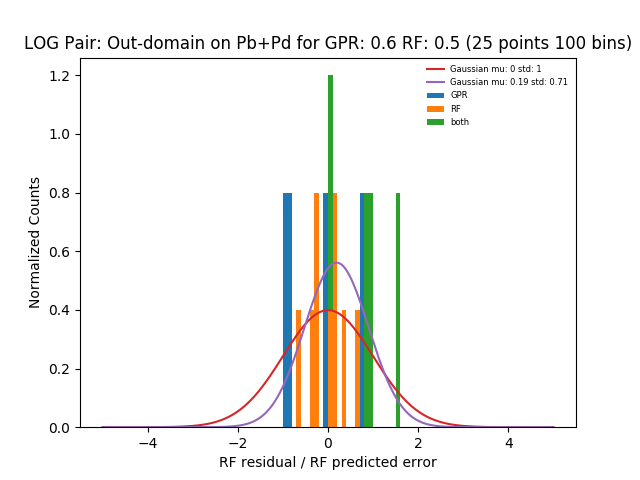 LOG Pair: Out-domain on Pb+Pd for GPR: 0.6 RF: 0.5 (25 points 100 bins)
Gaussian mu: 0 std: 1
Gaussian mu: 0.19 std: 0.71
GPR
RF
both
Normalized Counts
1.2
1.0
0.8
0.6
0.4
0.2
0.0
−4 −2 0 2 4
RF residual / RF predicted error